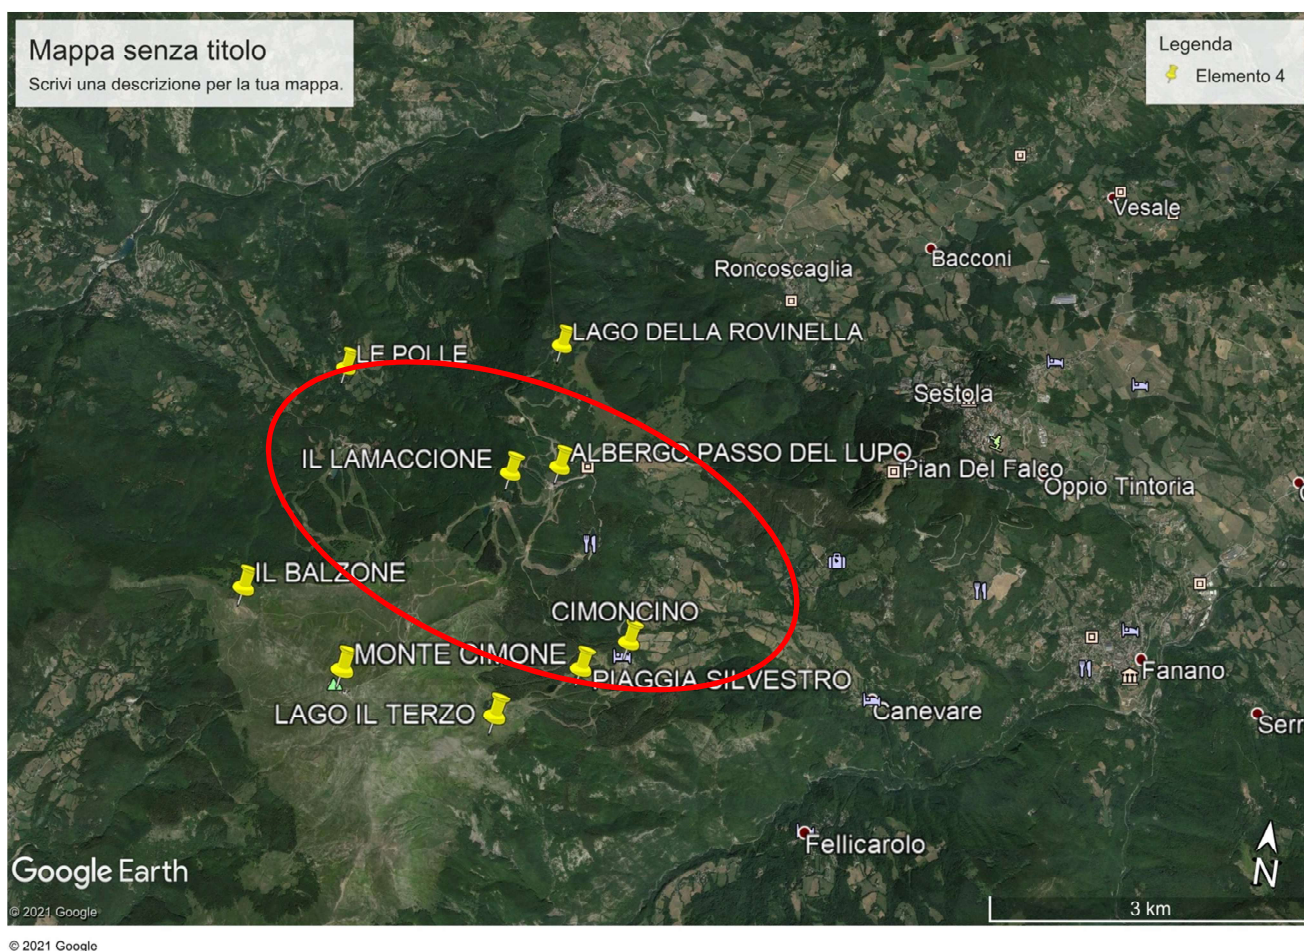 Mappa senza titolo
Scrivi una descrizione per la tua mappa.
Legenda
Elemento 4
Vesale
Bacconi
Roncoscaglia
LAGO DELLA ROVINELLA
LE POLLE
Sestola
IL LAMACCIONE
ALBERGO PASSO DEL LUPO
Pian Del Falco
Oppio Tintoria
IL BALZONE
CIMONCINO
MONTE CIMONE
PIAGGIA SILVESTRO
Fanano
LAGO IL TERZO
Canevare
Serr
Fellicarolo
Google Earth
N
© 2021 Google
3 km
© 2021 Google